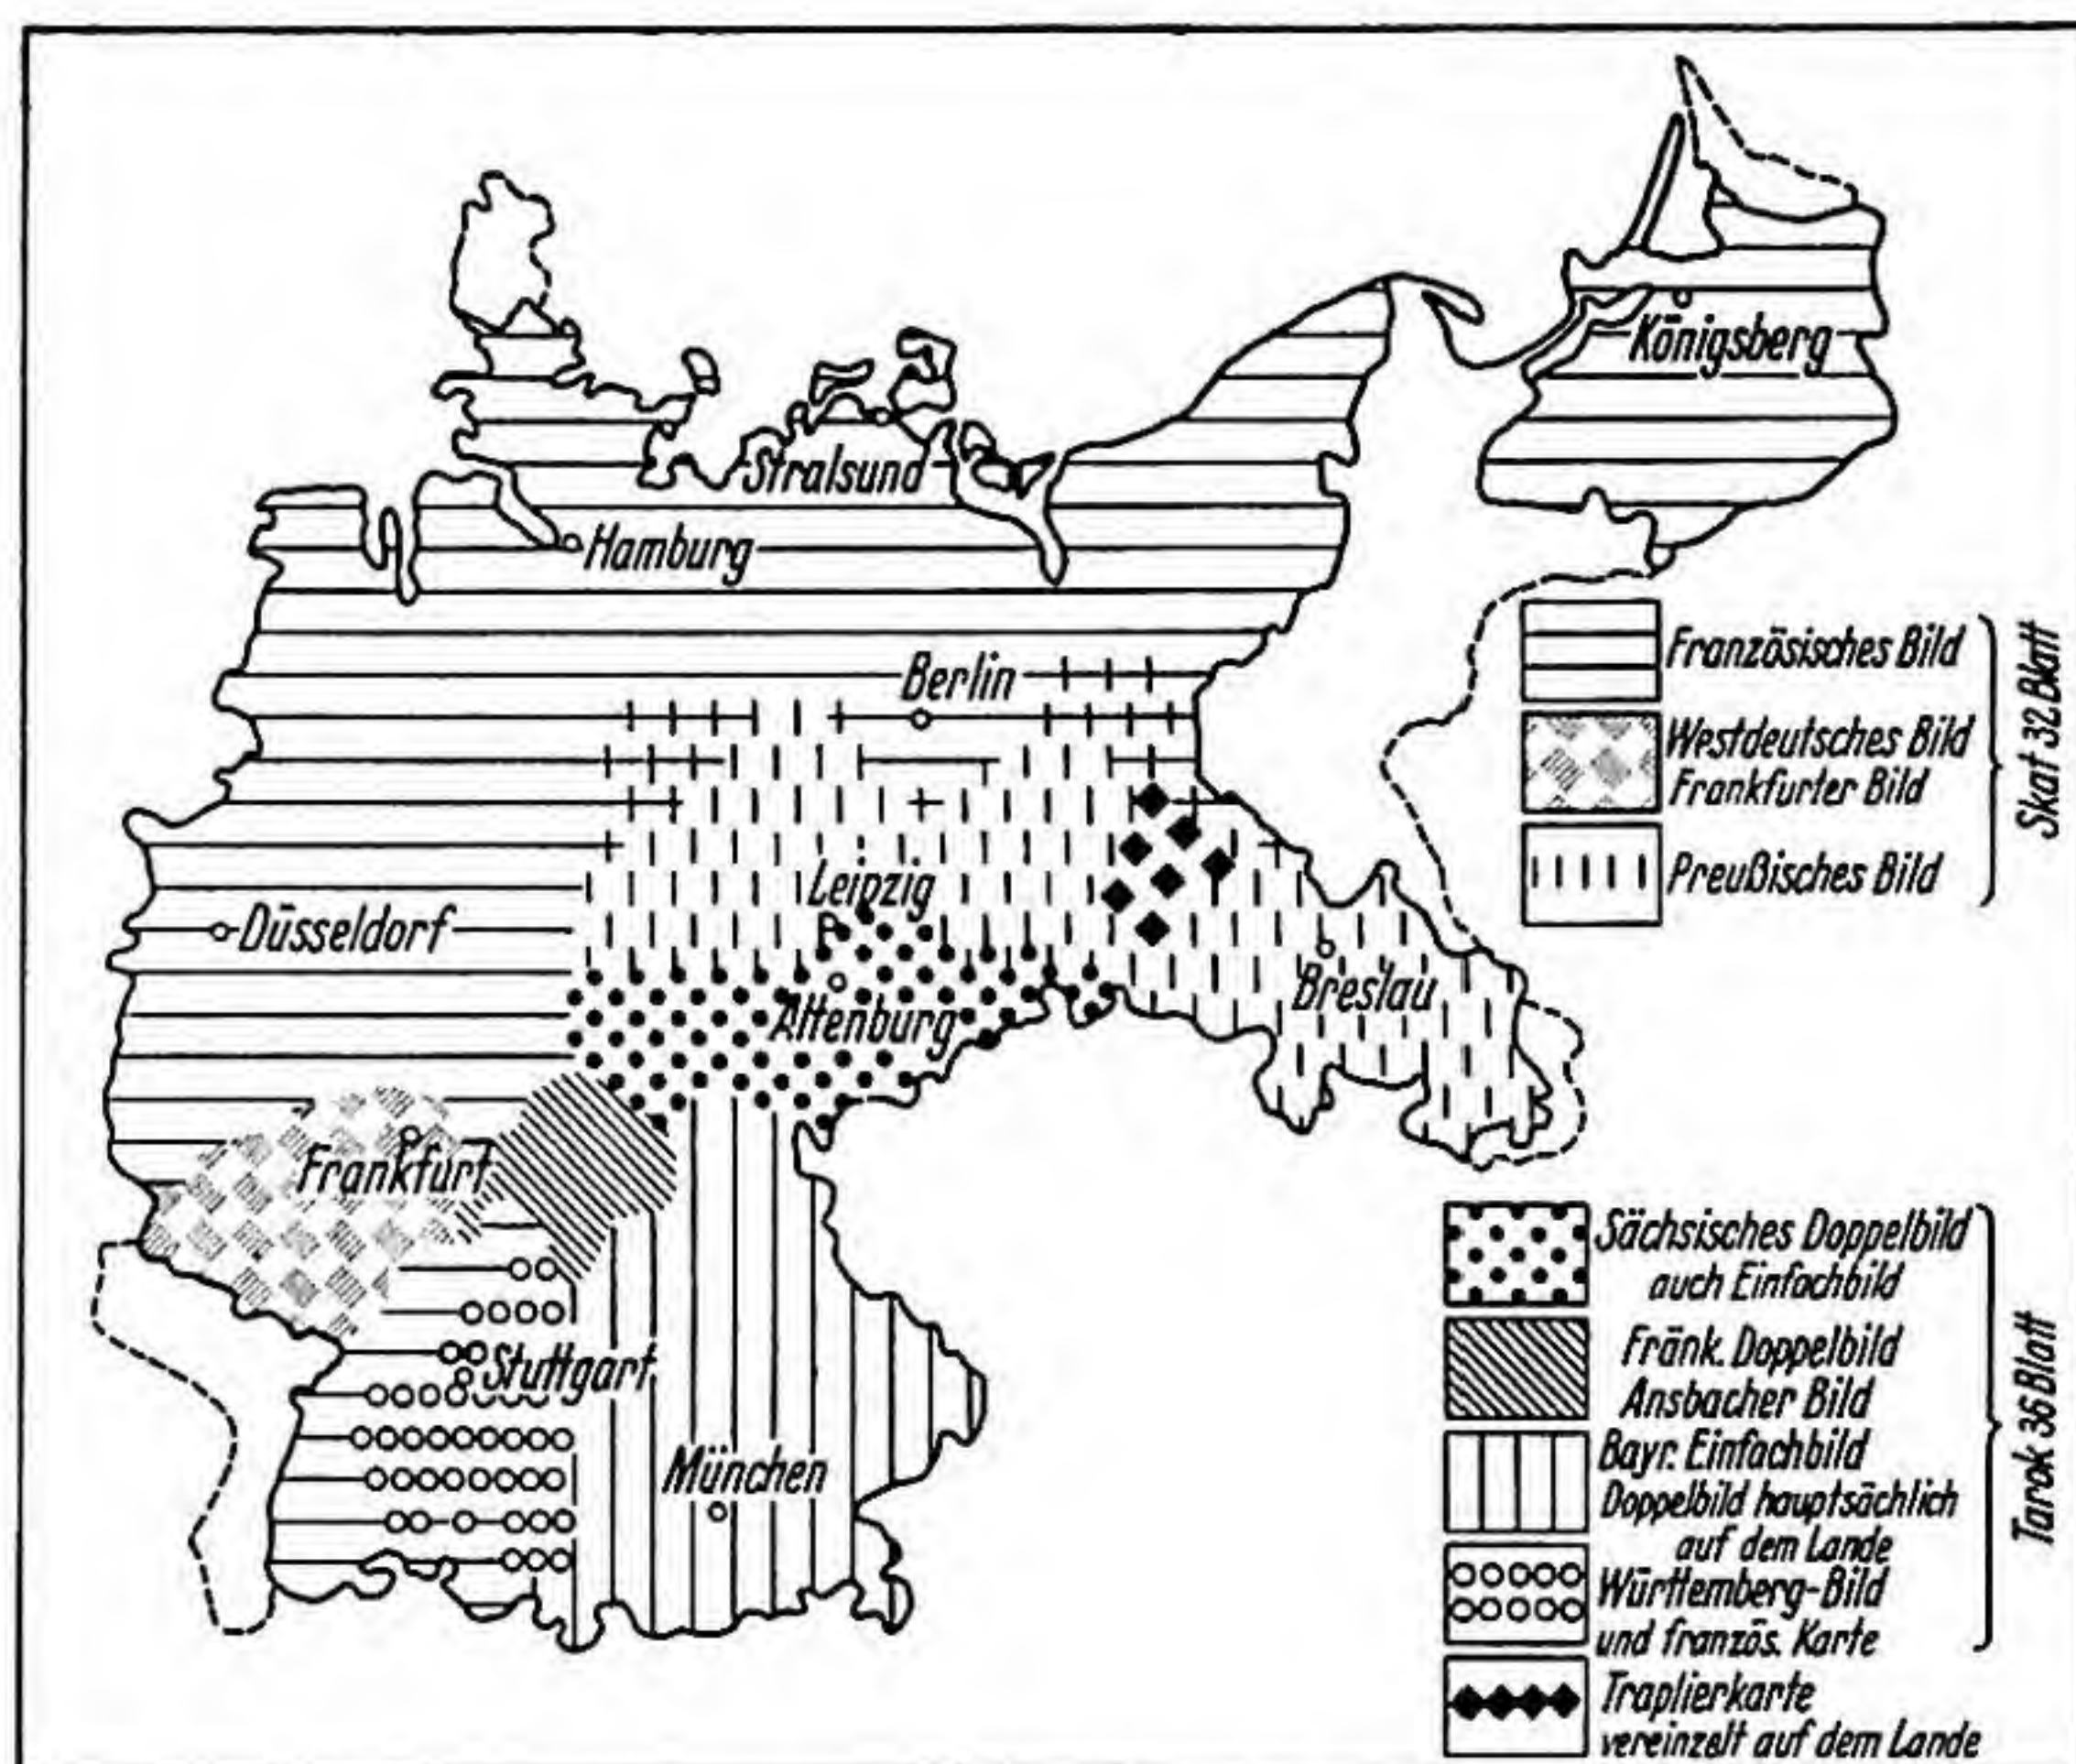 Königsberg
Stralsund
Hamburg
Berlin
Leipzig
Düsseldorf
Breslau
Altenburg
Frankfurt
Stuttgart
München
Französisches Bild
Westdeutsches Bild
Frankfurter Bild
Preußisches Bild
Skat 32 Blatt
Sächsisches Doppelbild
auch Einfachbild
Fränk. Doppelbild
Ansbacher Bild
Bayr. Einfachbild
Doppelbild hauptsächlich
auf dem Lande
Württemberg-Bild
und französ. Karte
Tarok 36 Blatt
Traplierkarte
vereinzelt auf dem Lande